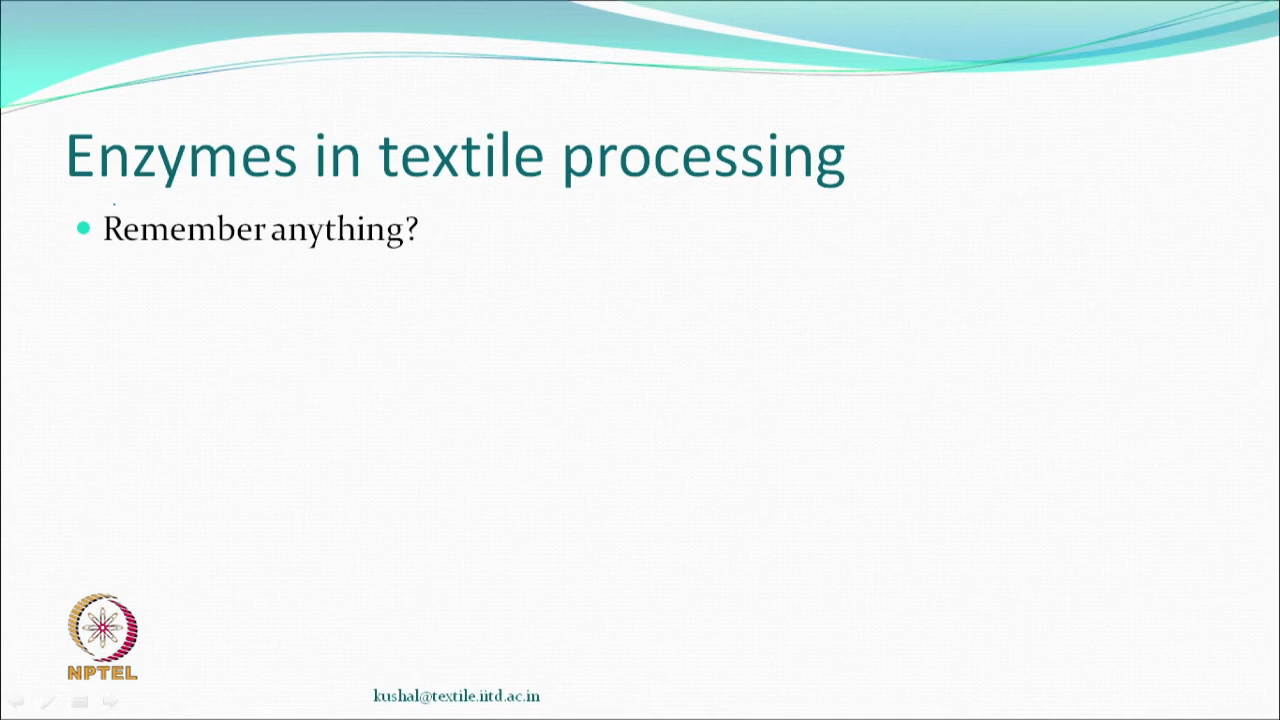 Enzymes in textile processing
Remember anything?
NPTEL
kushal@textile.iitd.ac.in